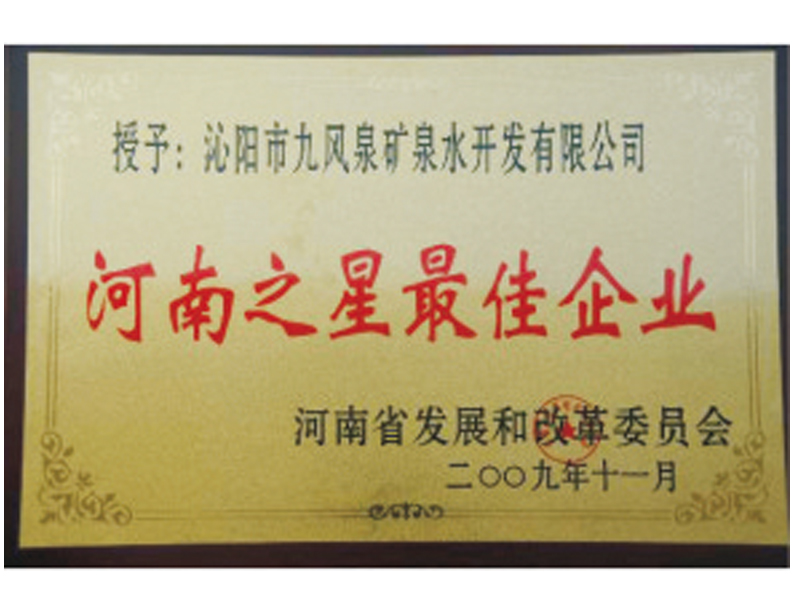 授予：沁阳市九风泉矿泉水开发有限公司
河南之星最佳企业
河南省发展和改革委员会
二○○九年十一月